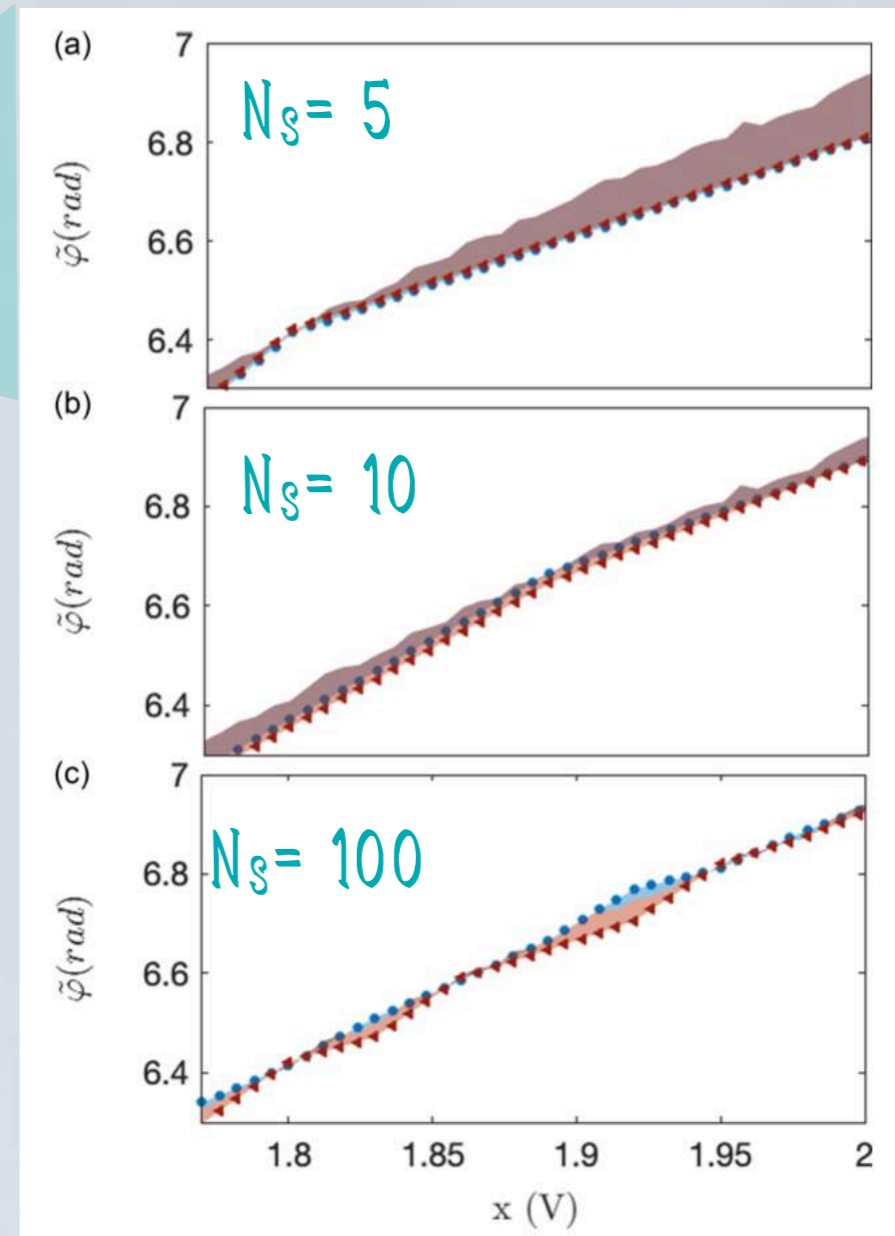 (a)
7
6.8
6.6
6.4
φ̃(rad)
Ns= 5
(b)
7
6.8
6.6
6.4
φ̃(rad)
Ns= 10
(c)
7
6.8
6.6
6.4
φ̃(rad)
Ns= 100
1.8 1.85 1.9 1.95 2
x (V)